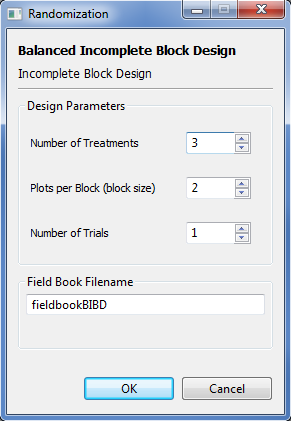 Randomization
Balanced Incomplete Block Design
Incomplete Block Design
Design Parameters
Number of Treatments 3
Plots per Block (block size) 2
Number of Trials 1
Field Book Filename
fieldbookBIBD
OK Cancel